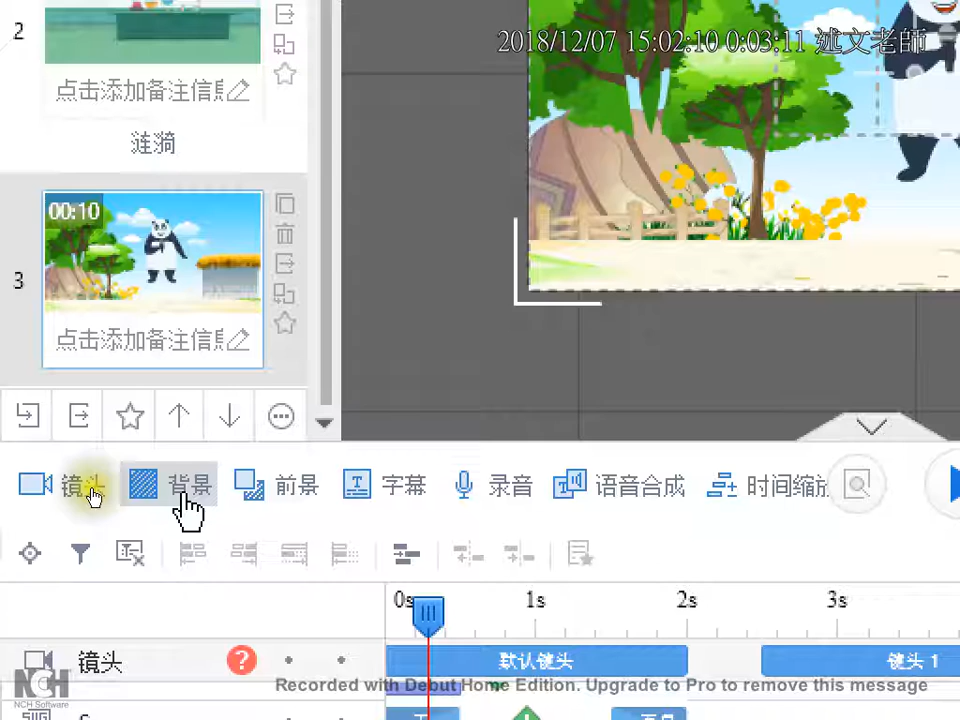 2
2018/12/07 15:02:10 0:03:11 述文老師
点击添加备注信息
涟漪
00:10
3
点击添加备注信息
镜头 背景 前景 字幕 录音 语音合成 时间缩放
0s 1s 2s 3s
镜头 ? 默认镜头 镜头 1
NCH
NCH Software
Recorded with Debut Home Edition. Upgrade to Pro to remove this message